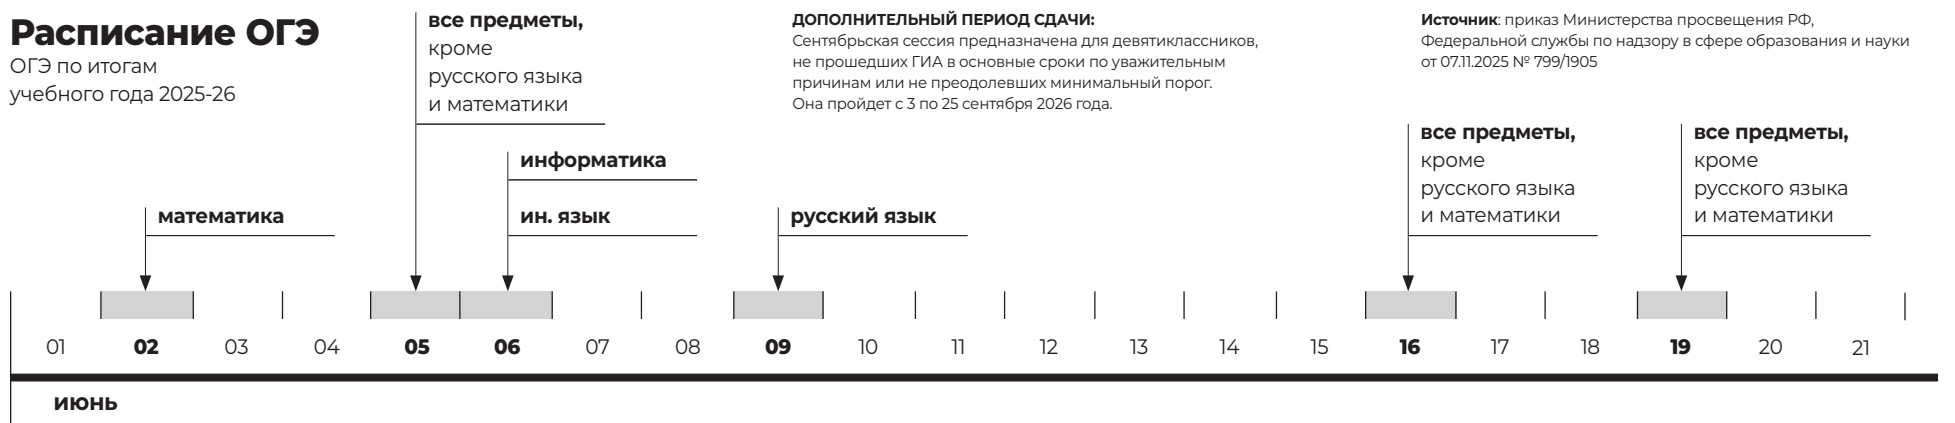 Расписание ОГЭ
ОГЭ по итогам
учебного года 2025-26
все предметы,
кроме
русского языка
и математики
ДОПОЛНИТЕЛЬНЫЙ ПЕРИОД СДАЧИ:
Сентябрьская сессия предназначена для девятиклассников,
не прошедших ГИА в основные сроки по уважительным
причинам или не преодолевших минимальный порог.
Она пройдет с 3 по 25 сентября 2026 года.
Источник: приказ Министерства просвещения РФ,
Федеральной службы по надзору в сфере образования и науки
от 07.11.2025 № 799/1905
математика
информатика
ин. язык
русский язык
все предметы,
кроме
русского языка
и математики
все предметы,
кроме
русского языка
и математики
01 02 03 04 05 06 07 08 09 10 11 12 13 14 15 16 17 18 19 20 21
июнь